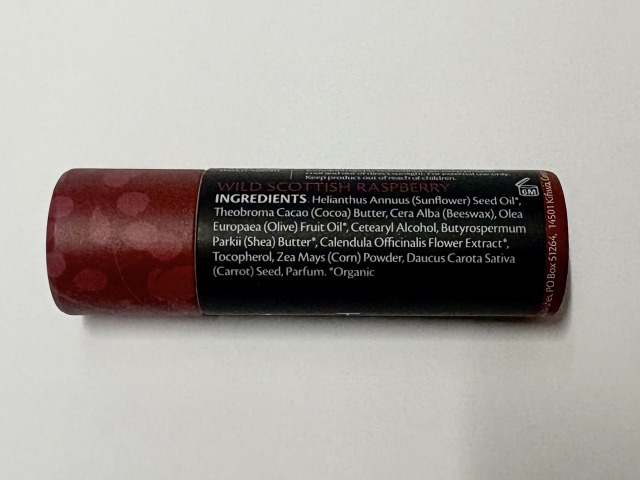 Keep product out of reach of children.
WILD SCOTTISH RASPBERRY
INGREDIENTS: Helianthus Annuus (Sunflower) Seed Oil*,
Theobroma Cacao (Cocoa) Butter, Cera Alba (Beeswax), Olea
Europaea (Olive) Fruit Oil*, Cetearyl Alcohol, Butyrospermum
Parkii (Shea) Butter*, Calendula Officinalis Flower Extract*,
Tocopherol, Zea Mays (Corn) Powder, Daucus Carota Sativa
(Carrot) Seed, Parfum. *Organic
6M
PO Box 51264, 14501 Kifisia